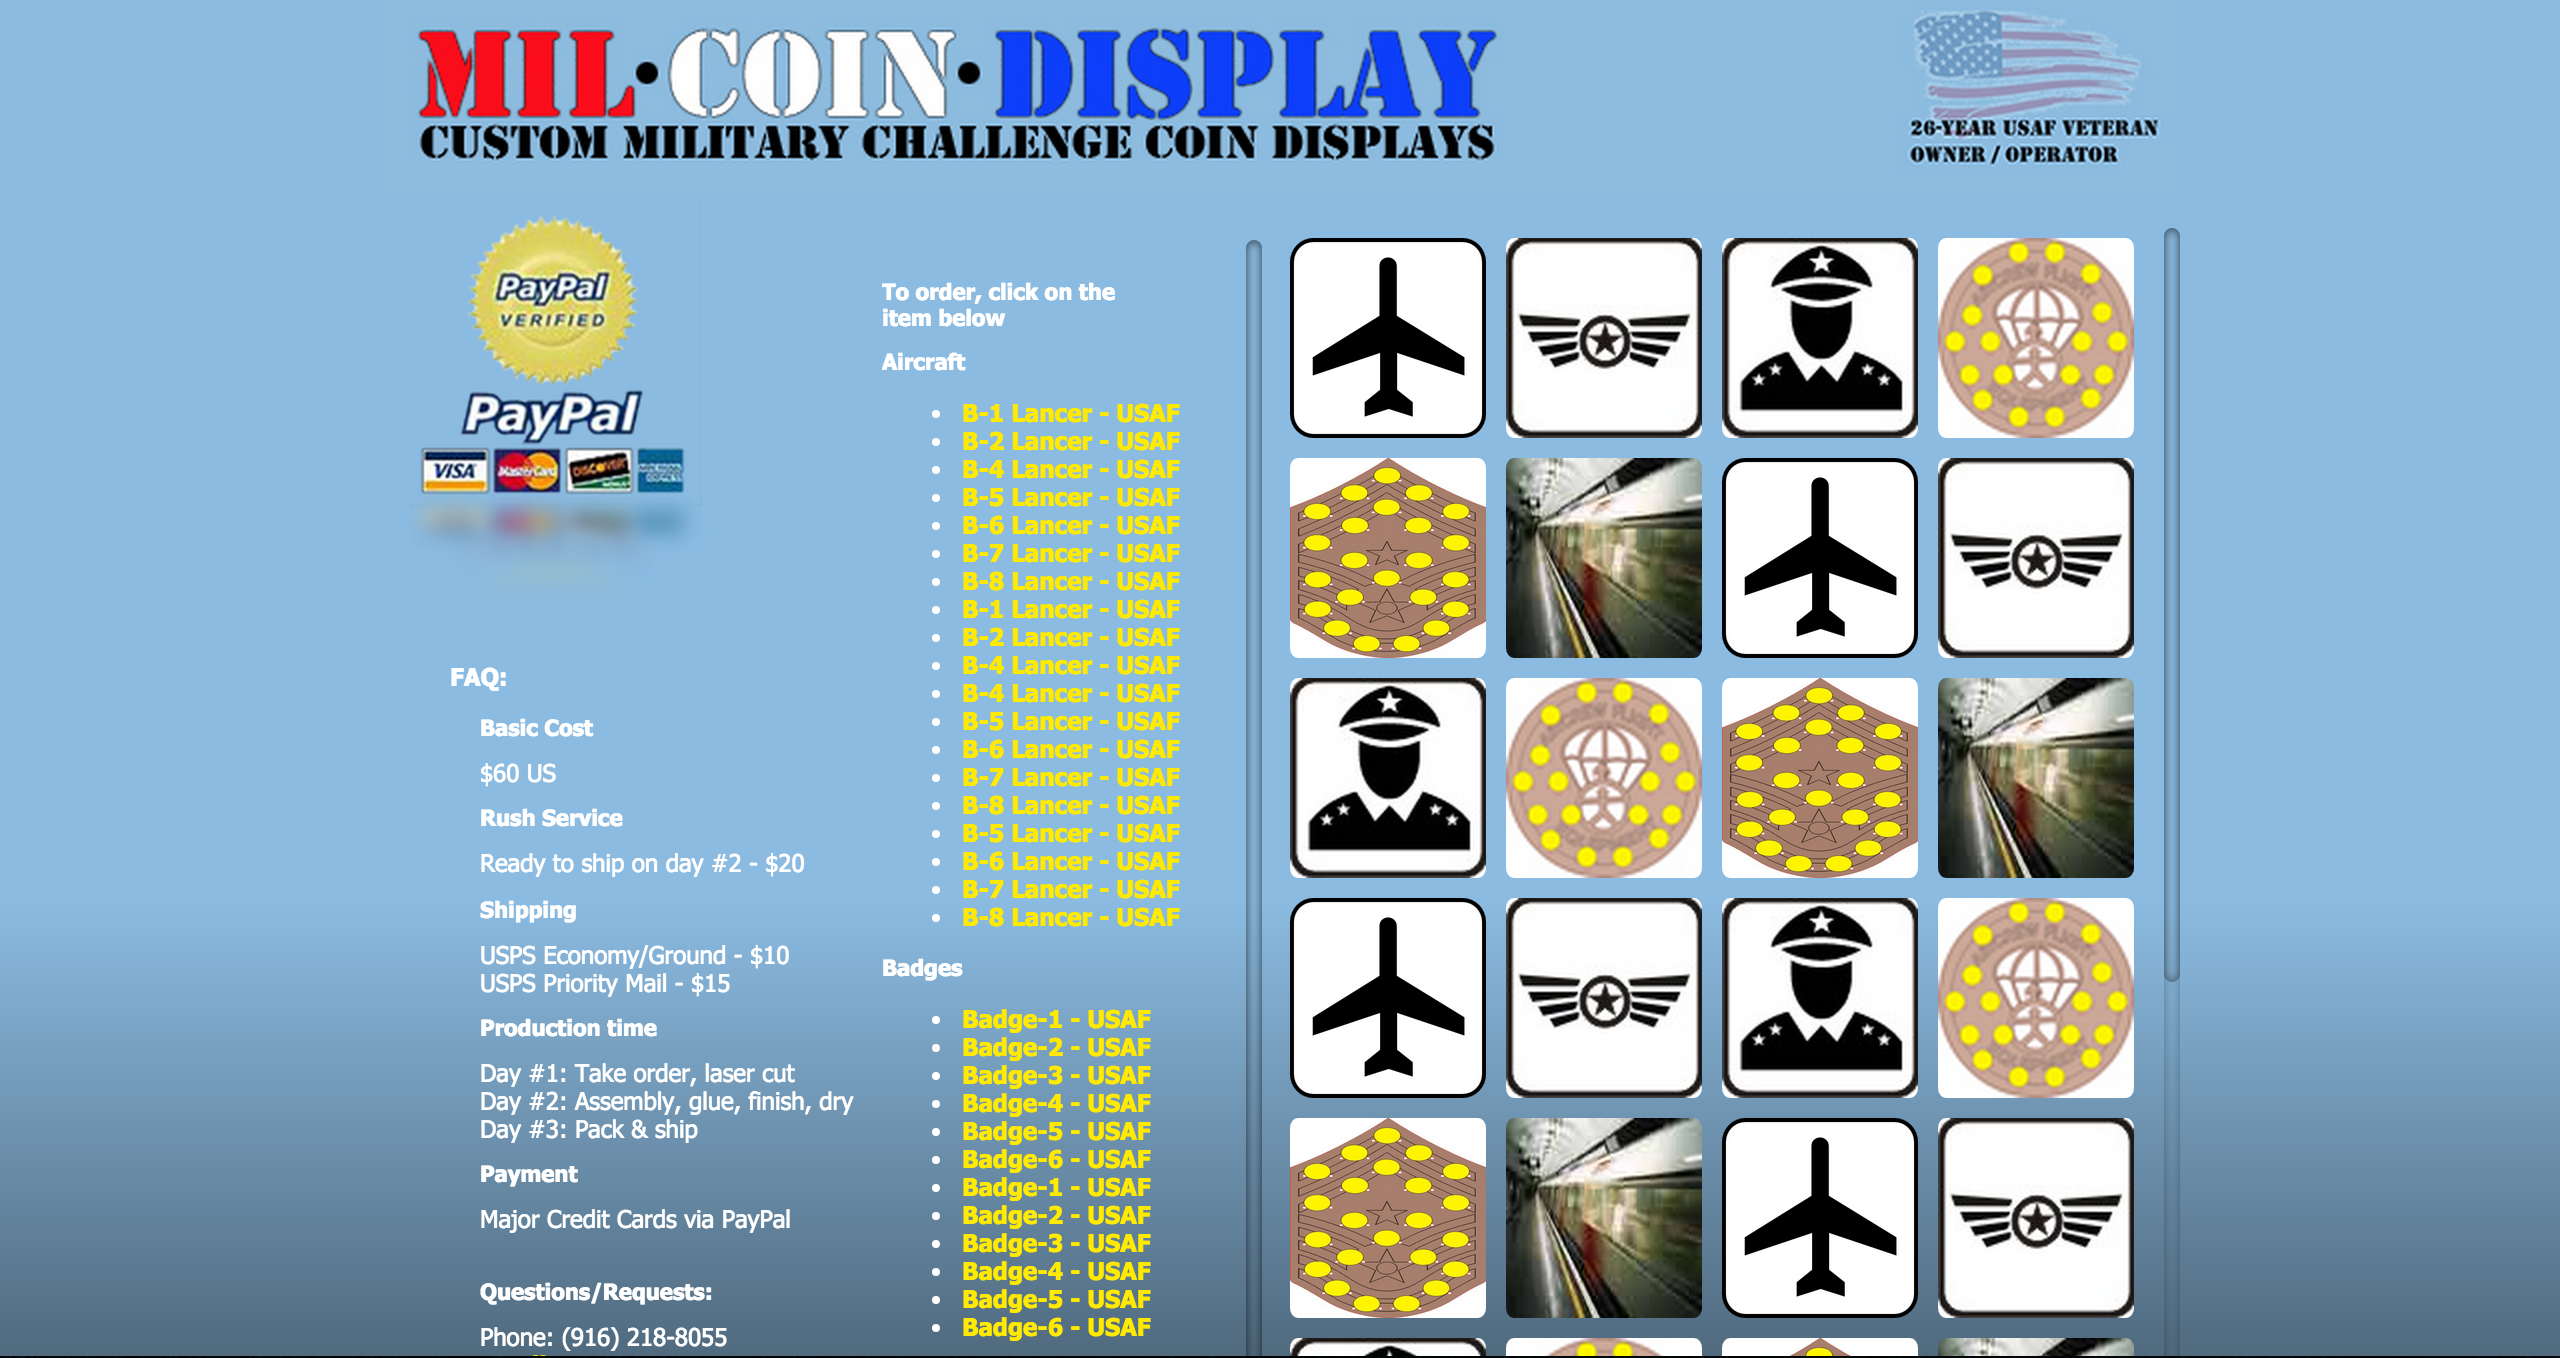 MIL•COIN•DISPLAY
CUSTOM MILITARY CHALLENGE COIN DISPLAYS
26-YEAR USAF VETERAN
OWNER / OPERATOR
PayPal
VERIFIED
PayPal
VISA
MasterCard
DISCOVER
FAQ:
Basic Cost
$60 US
Rush Service
Ready to ship on day #2 - $20
Shipping
USPS Economy/Ground - $10
USPS Priority Mail - $15
Production time
Day #1: Take order, laser cut
Day #2: Assembly, glue, finish, dry
Day #3: Pack & ship
Payment
Major Credit Cards via PayPal
Questions/Requests:
Phone: (916) 218-8055
To order, click on the
item below
Aircraft
B-1 Lancer - USAF
B-2 Lancer - USAF
B-4 Lancer - USAF
B-5 Lancer - USAF
B-6 Lancer - USAF
B-7 Lancer - USAF
B-8 Lancer - USAF
B-1 Lancer - USAF
B-2 Lancer - USAF
B-4 Lancer - USAF
B-4 Lancer - USAF
B-5 Lancer - USAF
B-6 Lancer - USAF
B-7 Lancer - USAF
B-8 Lancer - USAF
B-5 Lancer - USAF
B-6 Lancer - USAF
B-7 Lancer - USAF
B-8 Lancer - USAF
Badges
Badge-1 - USAF
Badge-2 - USAF
Badge-3 - USAF
Badge-4 - USAF
Badge-5 - USAF
Badge-6 - USAF
Badge-1 - USAF
Badge-2 - USAF
Badge-3 - USAF
Badge-4 - USAF
Badge-5 - USAF
Badge-6 - USAF